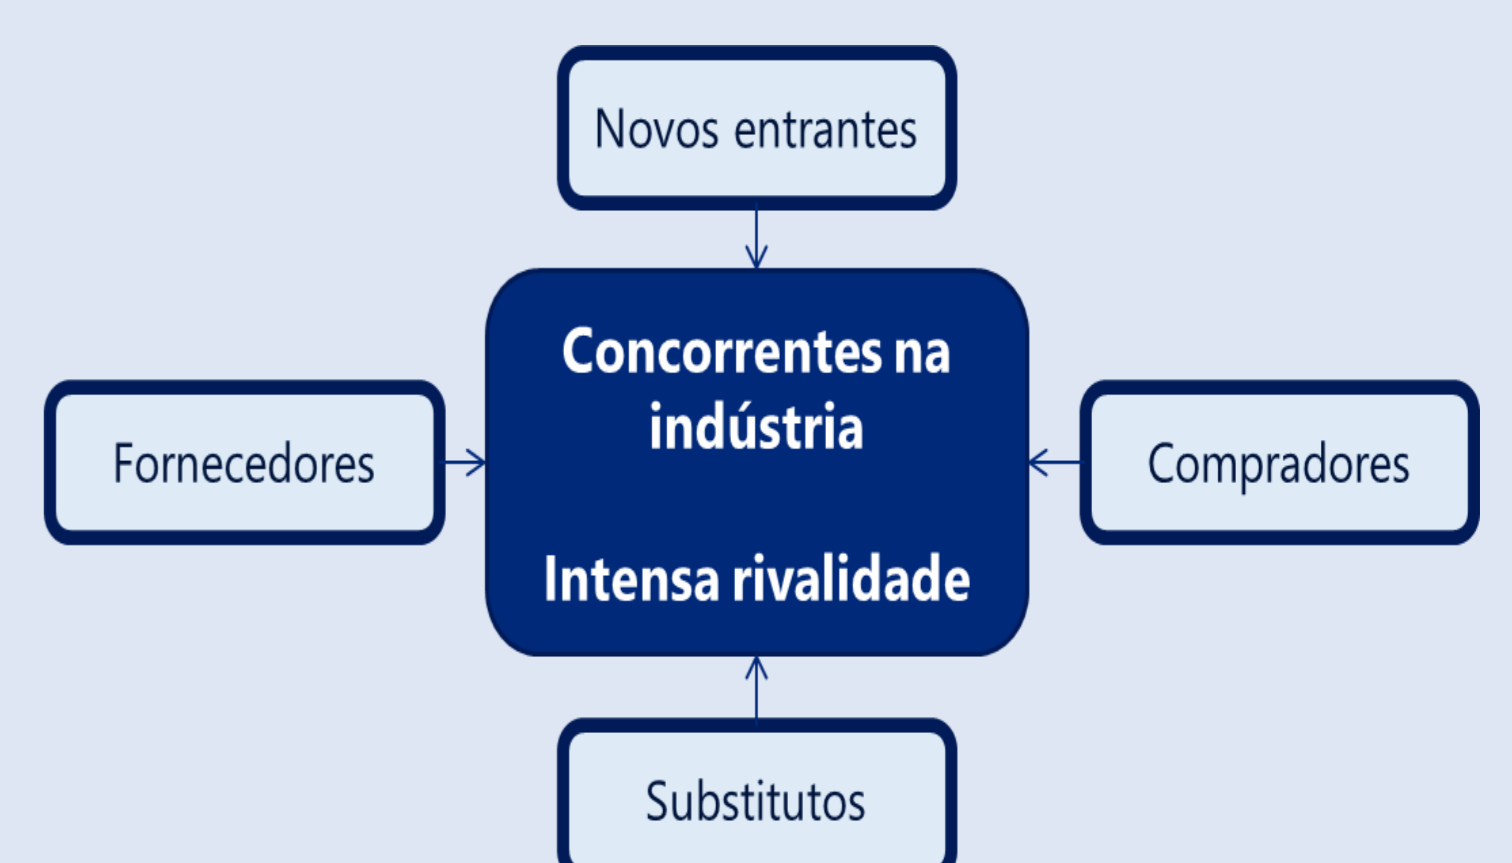 Novos entrantes
Concorrentes na
indústria
Fornecedores
Compradores
Intensa rivalidade
Substitutos